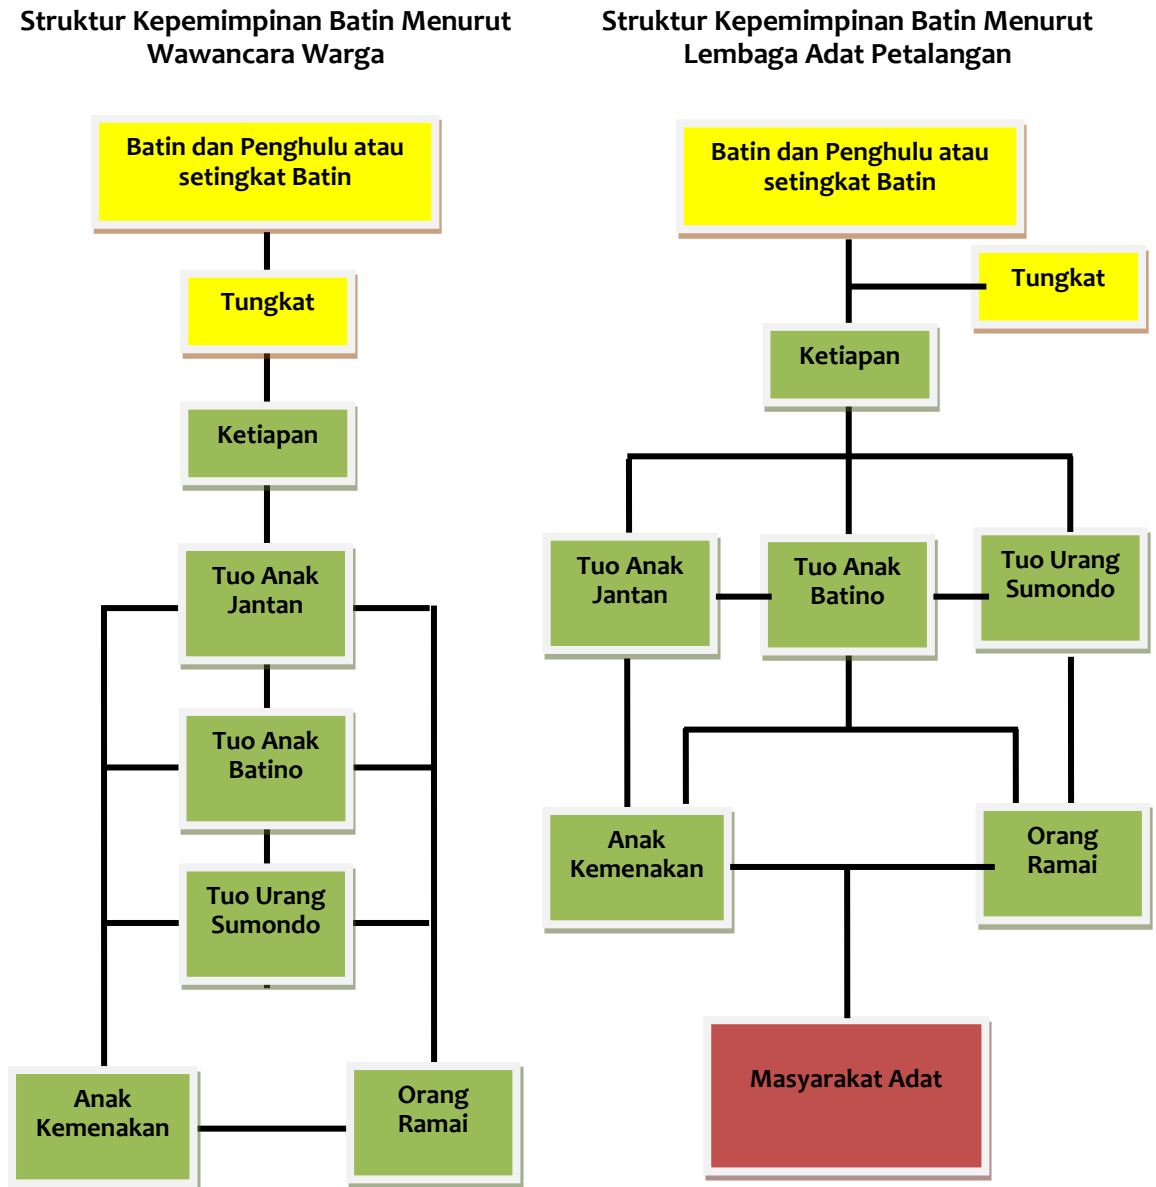 Struktur Kepemimpinan Batin Menurut
Wawancara Warga
Batin dan Penghulu atau
setingkat Batin
Tungkat
Ketiapan
Tuo Anak
Jantan
Tuo Anak
Batino
Tuo Urang
Sumondo
Anak
Kemenakan
Orang
Ramai
Struktur Kepemimpinan Batin Menurut
Lembaga Adat Petalangan
Batin dan Penghulu atau
setingkat Batin
Tungkat
Ketiapan
Tuo Anak
Jantan
Tuo Anak
Batino
Tuo Urang
Sumondo
Anak
Kemenakan
Orang
Ramai
Masyarakat Adat